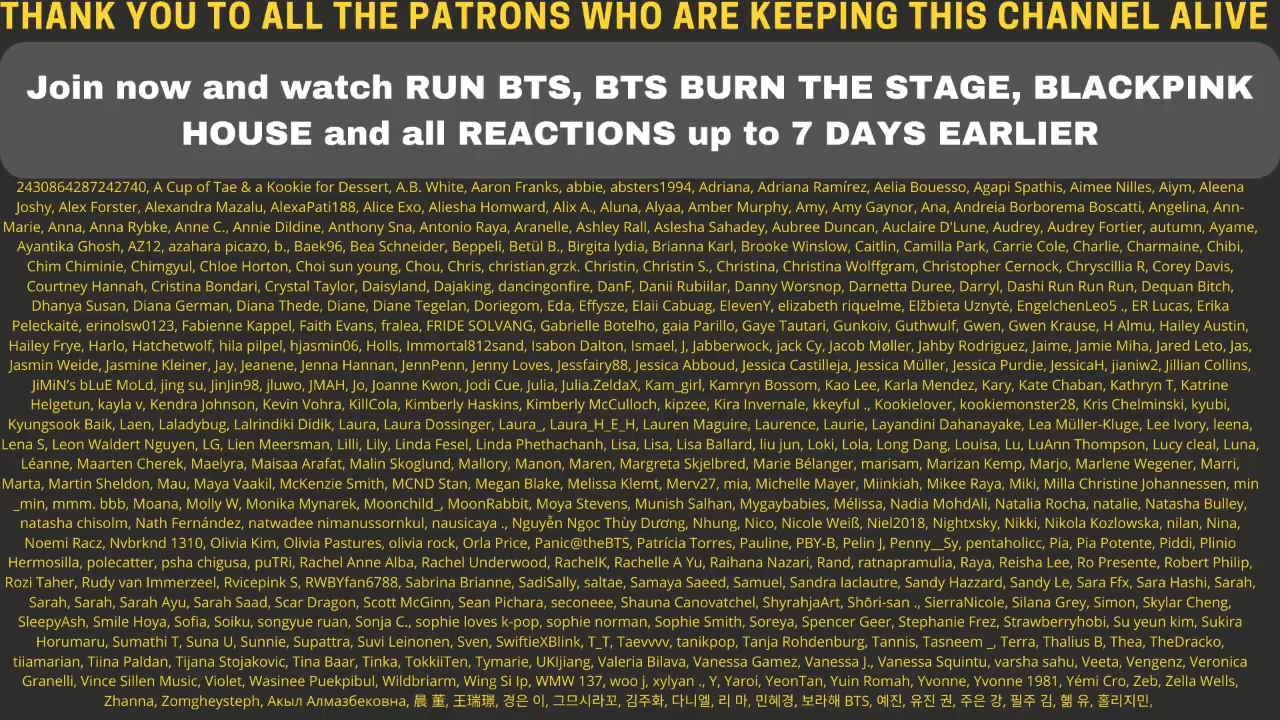 THANK YOU TO ALL THE PATRONS WHO ARE KEEPING THIS CHANNEL ALIVE
Join now and watch RUN BTS, BTS BURN THE STAGE, BLACKPINK
HOUSE and all REACTIONS up to 7 DAYS EARLIER
2430864287242740, A Cup of Tae & a Kookie for Dessert, A.B. White, Aaron Franks, abbie, absters1994, Adriana, Adriana Ramírez, Aelia Bouesso, Agapi Spathis, Aimee Nilles, Aiym, Aleena
Joshy, Alex Forster, Alexandra Mazalu, AlexaPati188, Alice Exo, Aliesha Homward, Alix A., Aluna, Alyaa, Amber Murphy, Amy, Amy Gaynor, Ana, Andreia Borborema Boscatti, Angelina, Ann-
Marie, Anna, Anna Rybke, Anne C., Annie Dildine, Anthony Sna, Antonio Raya, Aranelle, Ashley Rall, Aslesha Sahadey, Aubree Duncan, Auclaire D'Lune, Audrey, Audrey Fortier, autumn, Ayame,
Ayantika Ghosh, AZ12, azahara picazo, b., Baek96, Bea Schneider, Beppeli, Betül B., Birgita lydia, Brianna Karl, Brooke Winslow, Caitlin, Camilla Park, Carrie Cole, Charlie, Charmaine, Chibi,
Chim Chiminie, Chimgyul, Chloe Horton, Choi sun young, Chou, Chris, christian.grzk. Christin, Christin S., Christina, Christina Wolffgram, Christopher Cernock, Chryscillia R, Corey Davis,
Courtney Hannah, Cristina Bondari, Crystal Taylor, Daisyland, Dajaking, dancingonfire, DanF, Danii Rubiilar, Danny Worsnop, Darnetta Duree, Darryl, Dashi Run Run Run, Dequan Bitch,
Dhanya Susan, Diana German, Diana Thede, Diane, Diane Tegelan, Doriegom, Eda, Effysze, Elaii Cabuag, ElevenY, elizabeth riquelme, Elžbieta Uznytė, EngelchenLeo5 ., ER Lucas, Erika
Peleckaitė, erinolsw0123, Fabienne Kappel, Faith Evans, fralea, FRIDE SOLVANG, Gabrielle Botelho, gaia Parillo, Gaye Tautari, Gunkoiv, Guthwulf, Gwen, Gwen Krause, H Almu, Hailey Austin,
Hailey Frye, Harlo, Hatchetwolf, hila pilpel, hjasmin06, Holls, Immortal812sand, Isabon Dalton, Ismael, J, Jabberwock, jack Cy, Jacob Møller, Jahby Rodriguez, Jaime, Jamie Miha, Jared Leto, Jas,
Jasmin Weide, Jasmine Kleiner, Jay, Jeanene, Jenna Hannan, JennPenn, Jenny Loves, Jessfairy88, Jessica Abboud, Jessica Castilleja, Jessica Müller, Jessica Purdie, JessicaH, jianiw2, Jillian Collins,
JiMiN's bLuE MoLd, jing su, JinJin98, jluwo, JMAH, Jo, Joanne Kwon, Jodi Cue, Julia, Julia.ZeldaX, Kam_girl, Kamryn Bossom, Kao Lee, Karla Mendez, Kary, Kate Chaban, Kathryn T, Katrine
Helgetun, kayla v, Kendra Johnson, Kevin Vohra, KillCola, Kimberly Haskins, Kimberly McCulloch, kipzee, Kira Invernale, kkeyful ., Kookielover, kookiemonster28, Kris Chelminski, kyubi,
Kyungsook Baik, Laen, Laladybug, Lalrindiki Didik, Laura, Laura Dossinger, Laura_, Laura_H_E_H, Lauren Maguire, Laurence, Laurie, Layandini Dahanayake, Lea Müller-Kluge, Lee Ivory, leena,
Lena S, Leon Waldert Nguyen, LG, Lien Meersman, Lilli, Lily, Linda Fesel, Linda Phethachanh, Lisa, Lisa, Lisa Ballard, liu jun, Loki, Lola, Long Dang, Louisa, Lu, LuAnn Thompson, Lucy cleal, Luna,
Léanne, Maarten Cherek, Maelyra, Maisaa Arafat, Malin Skoglund, Mallory, Manon, Maren, Margreta Skjelbred, Marie Bélanger, marisam, Marizan Kemp, Marjo, Marlene Wegener, Marri,
Marta, Martin Sheldon, Mau, Maya Vaakil, McKenzie Smith, MCND Stan, Megan Blake, Melissa Klemt, Merv27, mia, Michelle Mayer, Miinkiah, Mikee Raya, Miki, Milla Christine Johannessen, min
_min, mmm. bbb, Moana, Molly W, Monika Mynarek, Moonchild_, MoonRabbit, Moya Stevens, Munish Salhan, Mygaybabies, Mélissa, Nadia MohdAli, Natalia Rocha, natalie, Natasha Bulley,
natasha chisolm, Nath Fernández, natwadee nimanussornkul, nausicaya ., Nguyễn Ngọc Thùy Dương, Nhung, Nico, Nicole Weiß, Niel2018, Nightxsky, Nikki, Nikola Kozlowska, nilan, Nina,
Noemi Racz, Nvbrknd 1310, Olivia Kim, Olivia Pastures, olivia rock, Orla Price, Panic@theBTS, Patrícia Torres, Pauline, PBY-B, Pelin J, Penny__Sy, pentaholicc, Pia, Pia Potente, Piddi, Plinio
Hermosilla, polecatter, psha chigusa, puTRi, Rachel Anne Alba, Rachel Underwood, RachelK, Rachelle A Yu, Raihana Nazari, Rand, ratnapramulia, Raya, Reisha Lee, Ro Presente, Robert Philip,
Rozi Taher, Rudy van Immerzeel, Rvicepink S, RWBYfan6788, Sabrina Brianne, SadiSally, saltae, Samaya Saeed, Samuel, Sandra Iaclautre, Sandy Hazzard, Sandy Le, Sara Ffx, Sara Hashi, Sarah,
Sarah, Sarah, Sarah Ayu, Sarah Saad, Scar Dragon, Scott McGinn, Sean Pichara, seconeee, Shauna Canovatchel, ShyrahjaArt, Shōri-san ., SierraNicole, Silana Grey, Simon, Skylar Cheng,
SleepyAsh, Smile Hoya, Sofia, Soiku, songyue ruan, Sonja C., sophie loves k-pop, sophie norman, Sophie Smith, Soreya, Spencer Geer, Stephanie Frez, Strawberryhobi, Su yeun kim, Sukira
Horumaru, Sumathi T, Suna U, Sunnie, Supattra, Suvi Leinonen, Sven, SwiftieXBlink, T_T, Taevvvv, tanikpop, Tanja Rohdenburg, Tannis, Tasneem _, Terra, Thalius B, Thea, TheDracko,
tiiamarian, Tiina Paldan, Tijana Stojakovic, Tina Baar, Tinka, TokkiiTen, Tymarie, UKIjiang, Valeria Bilava, Vanessa Gamez, Vanessa J., Vanessa Squintu, varsha sahu, Veeta, Vengenz, Veronica
Granelli, Vince Sillen Music, Violet, Wasinee Puekpibul, Wildbriarm, Wing Si Ip, WMW 137, woo j, xylyan ., Y, Yaroi, YeonTan, Yuin Romah, Yvonne, Yvonne 1981, Yémi Cro, Zeb, Zella Wells,
Zhanna, Zomgheysteph, Акыл Алмазбековна, 晨 董, 王瑞璟, 경은 이, 그므시라꼬, 김주화, 다니엘, 리 마, 민혜경, 보라해 BTS, 예진, 유진 권, 주은 강, 필주 김, 혦 유, 홀리지민,